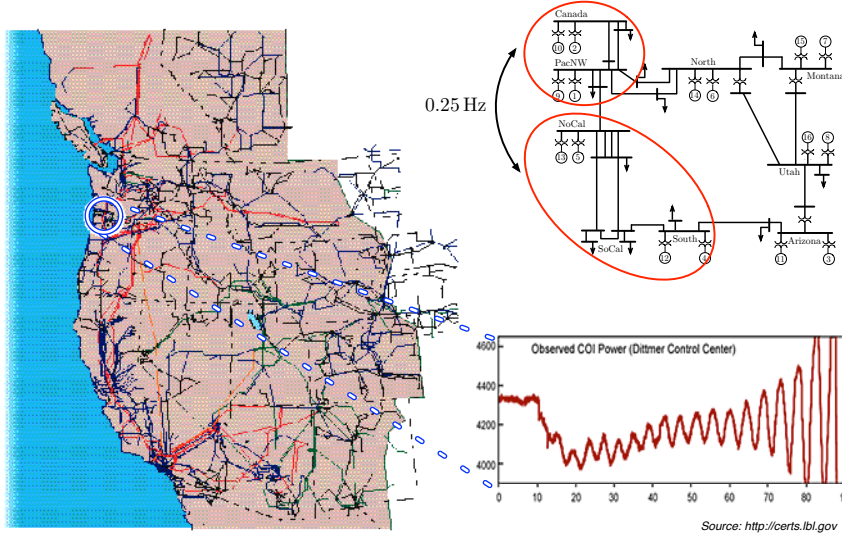 Canada
10 2
PacNW
9 1
0.25 Hz
North
14 6
15 7
Montana
NoCal
13 5
16 8
Utah
SoCal
South
12 4
Arizona
11 3
Observed COI Power (Dittmer Control Center)
4600
4400
4200
4000
0 10 20 30 40 50 60 70 80
Source: http://certs.lbl.gov